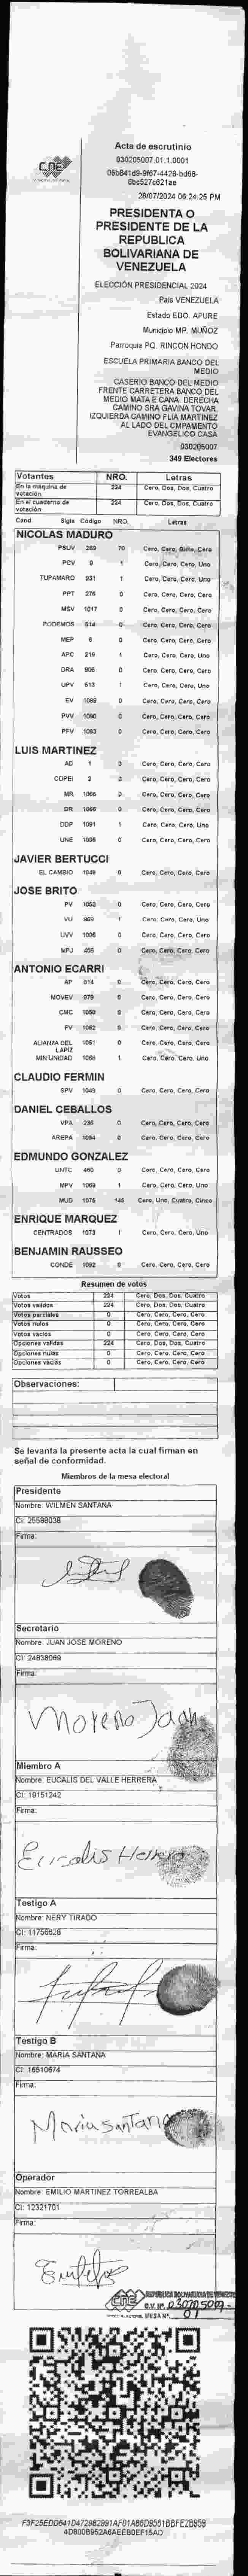 CNE
Acta de escrutinio
030205007.01.1.0001
28/07/2024 06:24:25 PM
PRESIDENTA O
PRESIDENTE DE LA
REPUBLICA
BOLIVARIANA DE
VENEZUELA
ELECCIÓN PRESIDENCIAL 2024
País VENEZUELA
Estado EDO. APURE
Municipio MP. MUÑOZ
Parroquia PQ. RINCON HONDO
ESCUELA PRIMARIA BANCO DEL
MEDIO
CASERIO BANCO DEL MEDIO
FRENTE CARRETERA BANCO DEL
MEDIO MATA E CANA. DERECHA
CAMINO SRA GAVINA TOVAR.
IZQUIERDA CAMINO FLIA MARTINEZ
AL LADO DEL CMPAMENTO
EVANGELICO CASA
030205007
349 Electores
Votantes NRO. Letras
En la máquina de votación 224 Cero, Dos, Dos, Cuatro
En el cuaderno de votación 224 Cero, Dos, Dos, Cuatro
Cand. Sigla Código NRO. Letras
NICOLAS MADURO
PSUV 70 Cero, Cero, Siete, Cero
PCV 9 1 Cero, Cero, Cero, Uno
TUPAMARO 931 1 Cero, Cero, Cero, Uno
PPT 276 0 Cero, Cero, Cero, Cero
MSV 1017 0 Cero, Cero, Cero, Cero
PODEMOS 514 0 Cero, Cero, Cero, Cero
MEP 6 0 Cero, Cero, Cero, Cero
APC 219 1 Cero, Cero, Cero, Uno
ORA 906 0 Cero, Cero, Cero, Cero
UPV 513 1 Cero, Cero, Cero, Uno
EV 1089 0 Cero, Cero, Cero, Cero
PVV 1090 0 Cero, Cero, Cero, Cero
PFV 1093 0 Cero, Cero, Cero, Cero
LUIS MARTINEZ
AD 1 0 Cero, Cero, Cero, Cero
COPEI 2 0 Cero, Cero, Cero, Cero
MR 1065 0 Cero, Cero, Cero, Cero
BR 1066 0 Cero, Cero, Cero, Cero
DDP 1091 1 Cero, Cero, Cero, Uno
UNE 1095 0 Cero, Cero, Cero, Cero
JAVIER BERTUCCI
EL CAMBIO 1048 0 Cero, Cero, Cero, Cero
JOSE BRITO
PV 1053 0 Cero, Cero, Cero, Cero
VU 969 1 Cero, Cero, Cero, Uno
UVV 1096 0 Cero, Cero, Cero, Cero
MPJ 456 0 Cero, Cero, Cero, Cero
ANTONIO ECARRI
AP 814 0 Cero, Cero, Cero, Cero
MOVEV 979 0 Cero, Cero, Cero, Cero
CMC 1050 0 Cero, Cero, Cero, Cero
FV 1062 0 Cero, Cero, Cero, Cero
ALIANZA DEL LAPIZ 1051 0 Cero, Cero, Cero, Cero
MIN UNIDAD 1068 1 Cero, Cero, Cero, Uno
CLAUDIO FERMIN
SPV 1049 0 Cero, Cero, Cero, Cero
DANIEL CEBALLOS
VPA 236 0 Cero, Cero, Cero, Cero
AREPA 1094 0 Cero, Cero, Cero, Cero
EDMUNDO GONZALEZ
UNTC 460 0 Cero, Cero, Cero, Cero
MPV 1069 1 Cero, Cero, Cero, Uno
MUD 1075 145 Cero, Uno, Cuatro, Cinco
ENRIQUE MARQUEZ
CENTRADOS 1073 1 Cero, Cero, Cero, Uno
BENJAMIN RAUSSEO
CONDE 1092 0 Cero, Cero, Cero, Cero
Resumen de votos
Votos 224 Cero, Dos, Dos, Cuatro
Votos válidos 224 Cero, Dos, Dos, Cuatro
Votos parciales 0 Cero, Cero, Cero, Cero
Votos nulos 0 Cero, Cero, Cero, Cero
Votos vacíos 0 Cero, Cero, Cero, Cero
Opciones válidas 224 Cero, Dos, Dos, Cuatro
Opciones nulas 0 Cero, Cero, Cero, Cero
Opciones vacías 0 Cero, Cero, Cero, Cero
Observaciones:
Se levanta la presente acta la cual firman en
señal de conformidad.
Miembros de la mesa electoral
Presidente
Nombre: WILMEN SANTANA
CI: 25588038
Firma:
Secretario
Nombre: JUAN JOSE MORENO
CI: 24838069
Firma:
Moreno Juan
Miembro A
Nombre: EUCALIS DEL VALLE HERRERA
CI: 19151242
Firma:
Eucalis Herrera
Testigo A
Nombre: NERY TIRADO
CI: 11756628
Firma:
Testigo B
Nombre: MARIA SANTANA
CI: 16510674
Firma:
Maria Santana
Operador
Nombre: EMILIO MARTINEZ TORREALBA
CI: 12321701
Firma:
CNE REPÚBLICA BOLIVARIANA DE VENEZUELA
C.V. Nº. 030205007-
MESA Nº 01